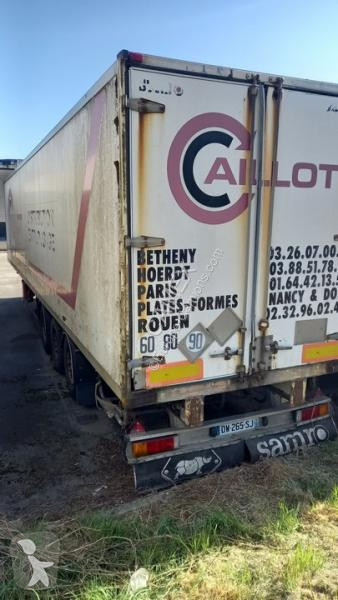 CAILLOT
BETHENY
HOERDT
PARIS
PLATES-FORMES
ROUEN
03.26.07.00.
03.88.51.78.
01.64.42.13.
NANCY & DO
02.32.96.02.4
60 80 90
DW-265-SJ
samro